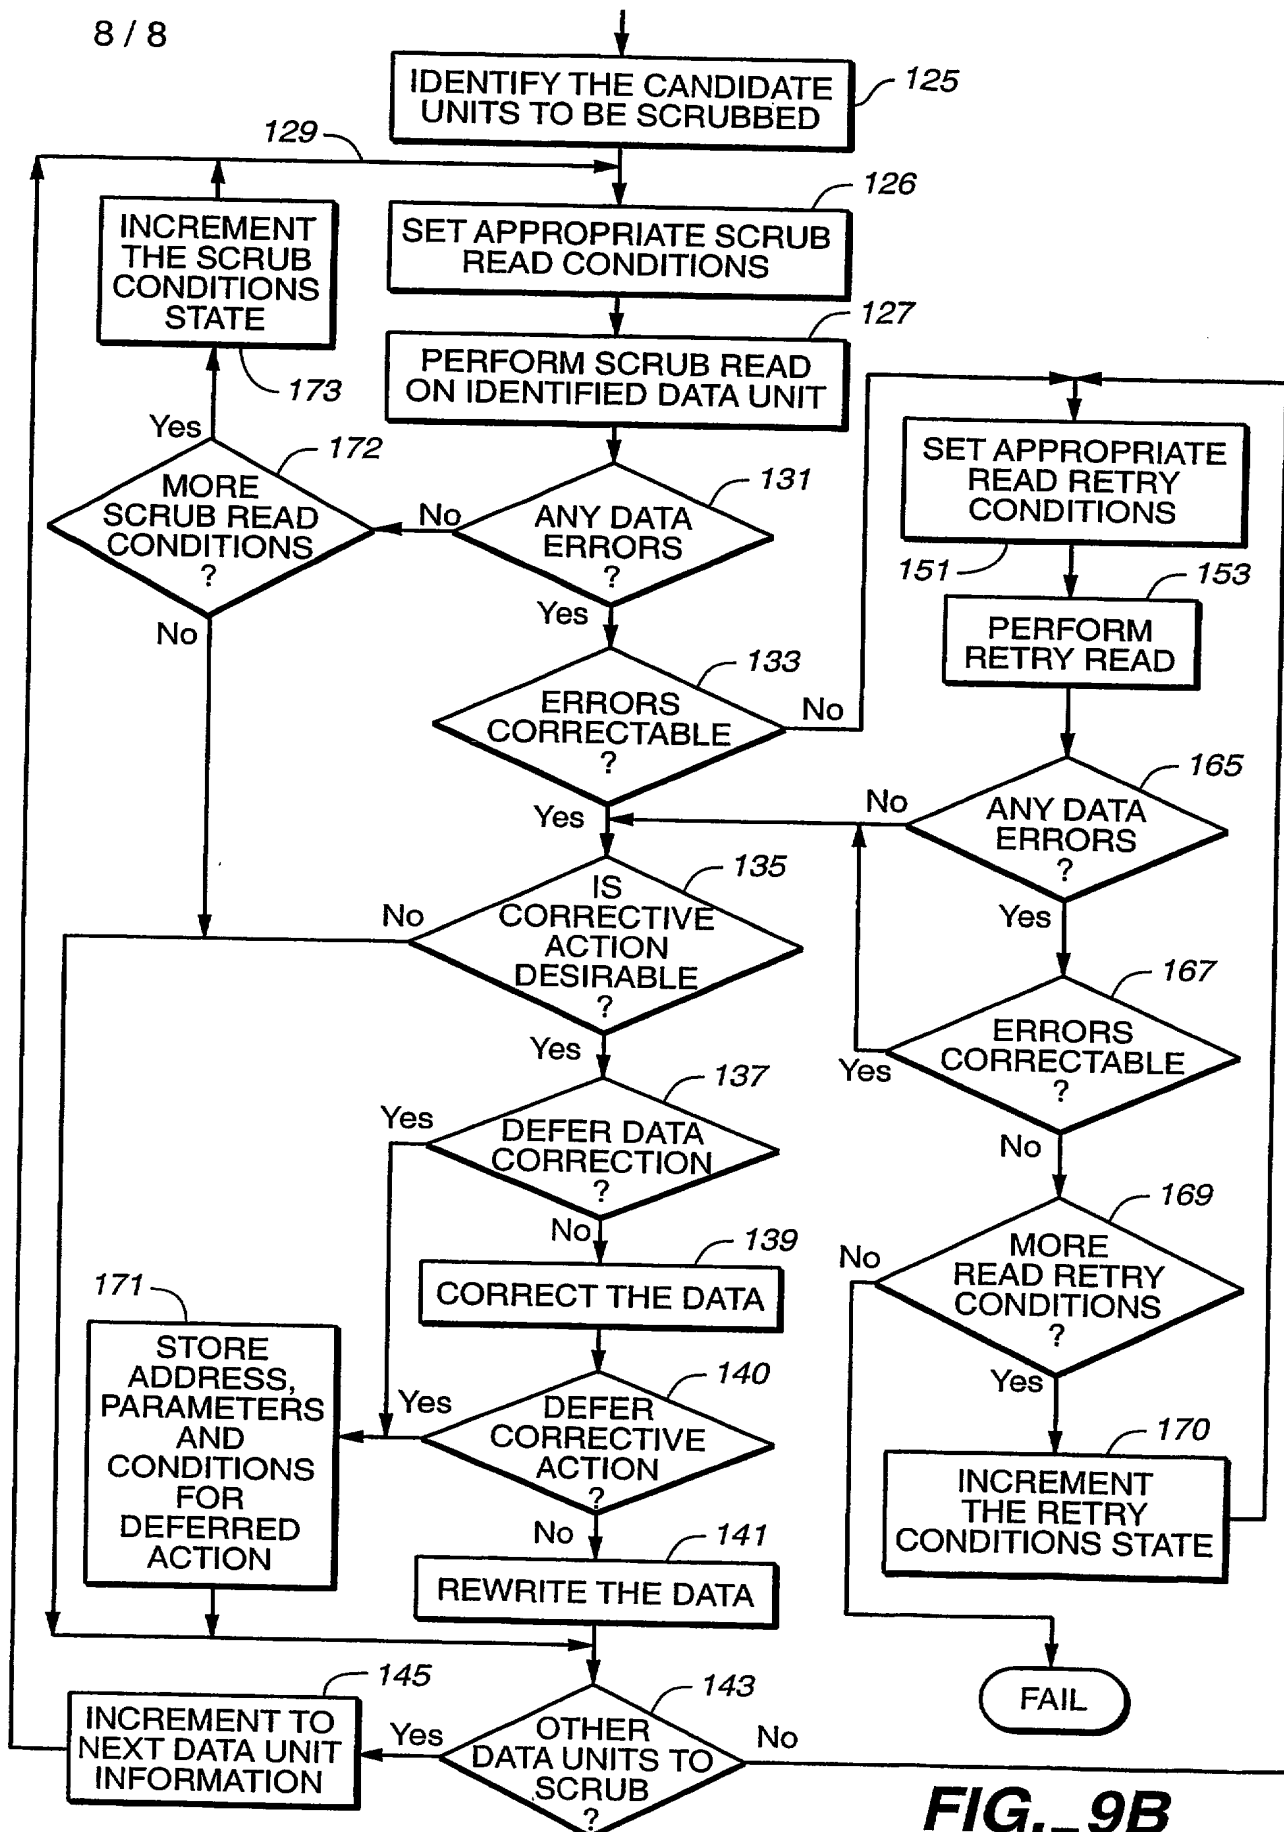 8 / 8
IDENTIFY THE CANDIDATE
UNITS TO BE SCRUBBED
125
129
126
SET APPROPRIATE SCRUB
READ CONDITIONS
INCREMENT
THE SCRUB
CONDITIONS
STATE
173
127
PERFORM SCRUB READ
ON IDENTIFIED DATA UNIT
Yes
172
MORE
SCRUB READ
CONDITIONS
?
No
No
131
ANY DATA
ERRORS
?
Yes
SET APPROPRIATE
READ RETRY
CONDITIONS
151
153
PERFORM
RETRY READ
133
ERRORS
CORRECTABLE
?
No
Yes
165
ANY DATA
ERRORS
?
No
Yes
135
IS
CORRECTIVE
ACTION
DESIRABLE
?
No
Yes
167
ERRORS
CORRECTABLE
?
Yes
No
137
DEFER DATA
CORRECTION
?
Yes
No
139
CORRECT THE DATA
169
MORE
READ RETRY
CONDITIONS
?
No
Yes
171
STORE
ADDRESS,
PARAMETERS
AND
CONDITIONS
FOR
DEFERRED
ACTION
140
DEFER
CORRECTIVE
ACTION
?
Yes
No
170
INCREMENT
THE RETRY
CONDITIONS STATE
141
REWRITE THE DATA
145
INCREMENT TO
NEXT DATA UNIT
INFORMATION
143
OTHER
DATA UNITS TO
SCRUB
?
Yes
No
FAIL
FIG._9B